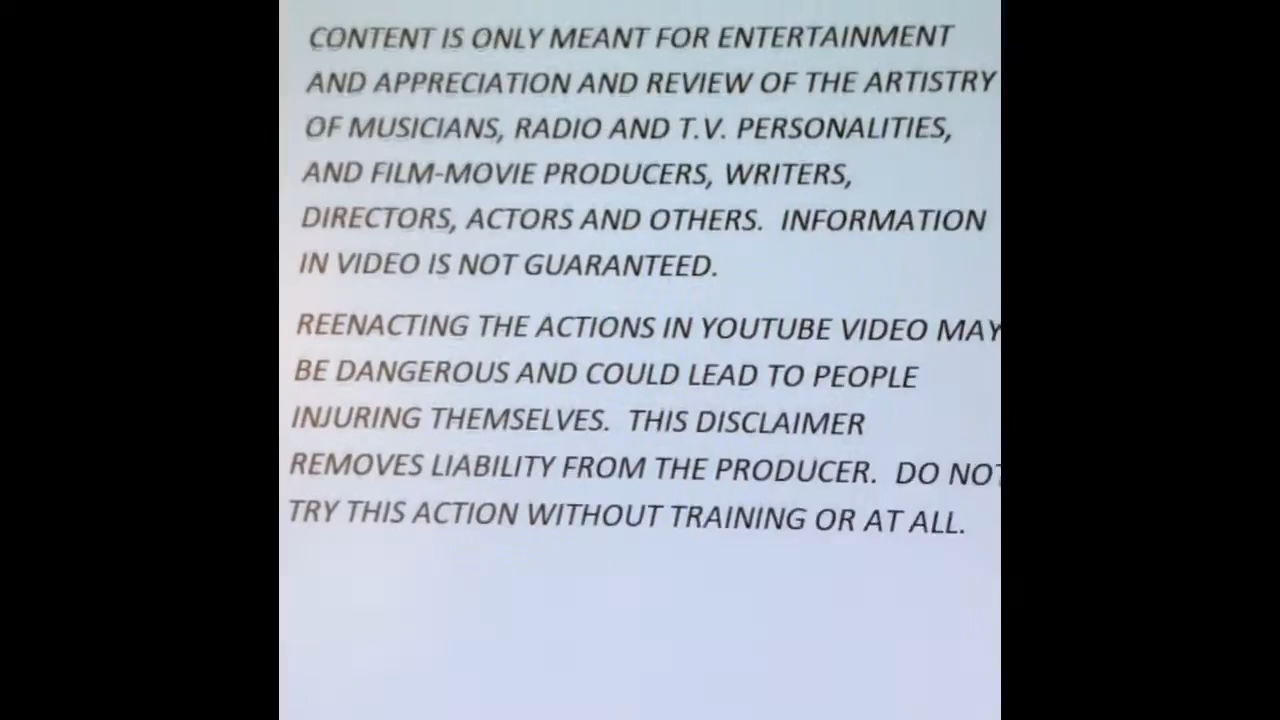 CONTENT IS ONLY MEANT FOR ENTERTAINMENT
AND APPRECIATION AND REVIEW OF THE ARTISTRY
OF MUSICIANS, RADIO AND T.V. PERSONALITIES,
AND FILM-MOVIE PRODUCERS, WRITERS,
DIRECTORS, ACTORS AND OTHERS.  INFORMATION
IN VIDEO IS NOT GUARANTEED.
REENACTING THE ACTIONS IN YOUTUBE VIDEO MAY
BE DANGEROUS AND COULD LEAD TO PEOPLE
INJURING THEMSELVES.  THIS DISCLAIMER
REMOVES LIABILITY FROM THE PRODUCER.  DO NOT
TRY THIS ACTION WITHOUT TRAINING OR AT ALL.